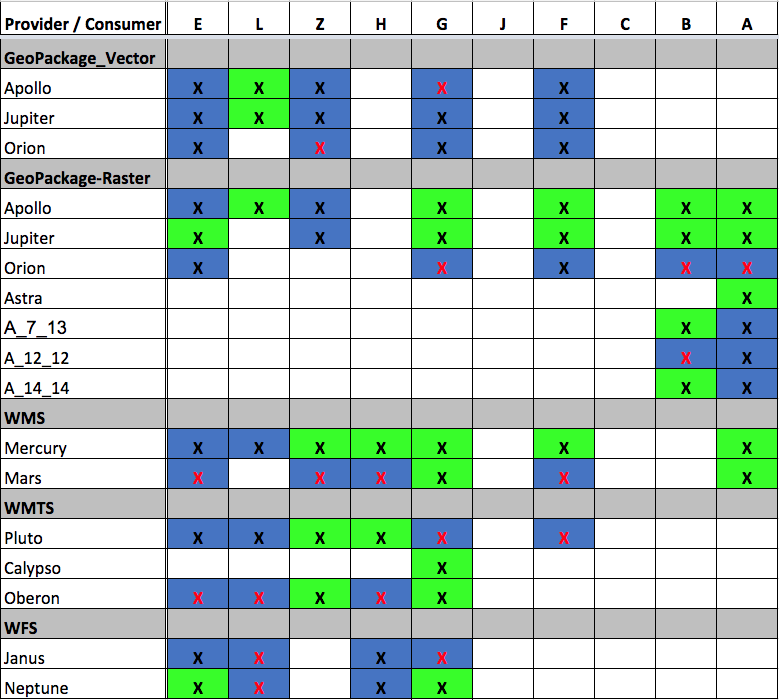 Provider / Consumer E L Z H G J F C B A
GeoPackage_Vector
Apollo X X X X X
Jupiter X X X X X
Orion X X X X
GeoPackage-Raster
Apollo X X X X X X X
Jupiter X X X X X X
Orion X X X X X
Astra X
A_7_13 X X
A_12_12 X X
A_14_14 X X
WMS
Mercury X X X X X X X
Mars X X X X X X
WMTS
Pluto X X X X X X
Calypso X
Oberon X X X X X
WFS
Janus X X X X
Neptune X X X X